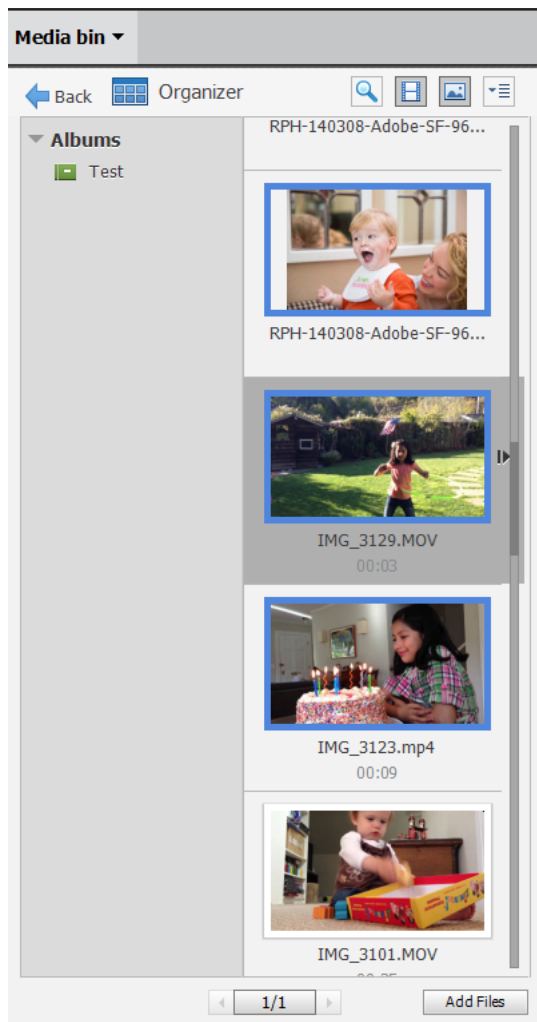 Media bin
Back
Organizer
Albums
Test
RPH-140308-Adobe-SF-96...
RPH-140308-Adobe-SF-96...
IMG_3129.MOV
00:03
IMG_3123.mp4
00:09
IMG_3101.MOV
1/1
Add Files